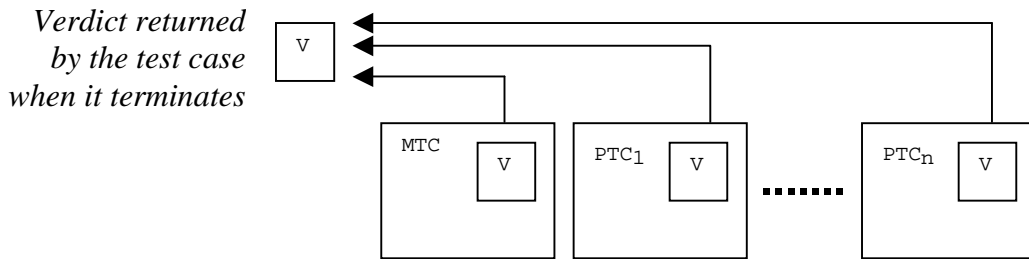 Verdict returned
by the test case
when it terminates
V
MTC
V
PTC1
V
PTCn
V